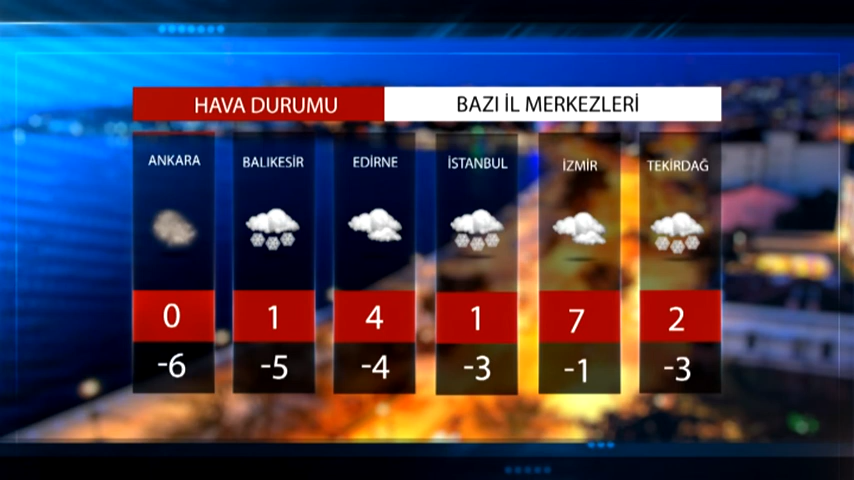 HAVA DURUMU
BAZI İL MERKEZLERİ
ANKARA BALIKESİR EDİRNE İSTANBUL İZMİR TEKİRDAĞ
0 1 4 1 7 2
-6 -5 -4 -3 -1 -3